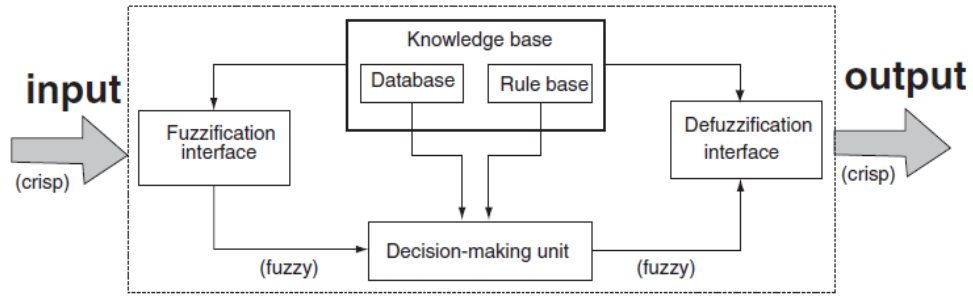 Knowledge base
Database
Rule base
input
output
Fuzzification
interface
Defuzzification
interface
(crisp)
(crisp)
Decision-making unit
(fuzzy)
(fuzzy)